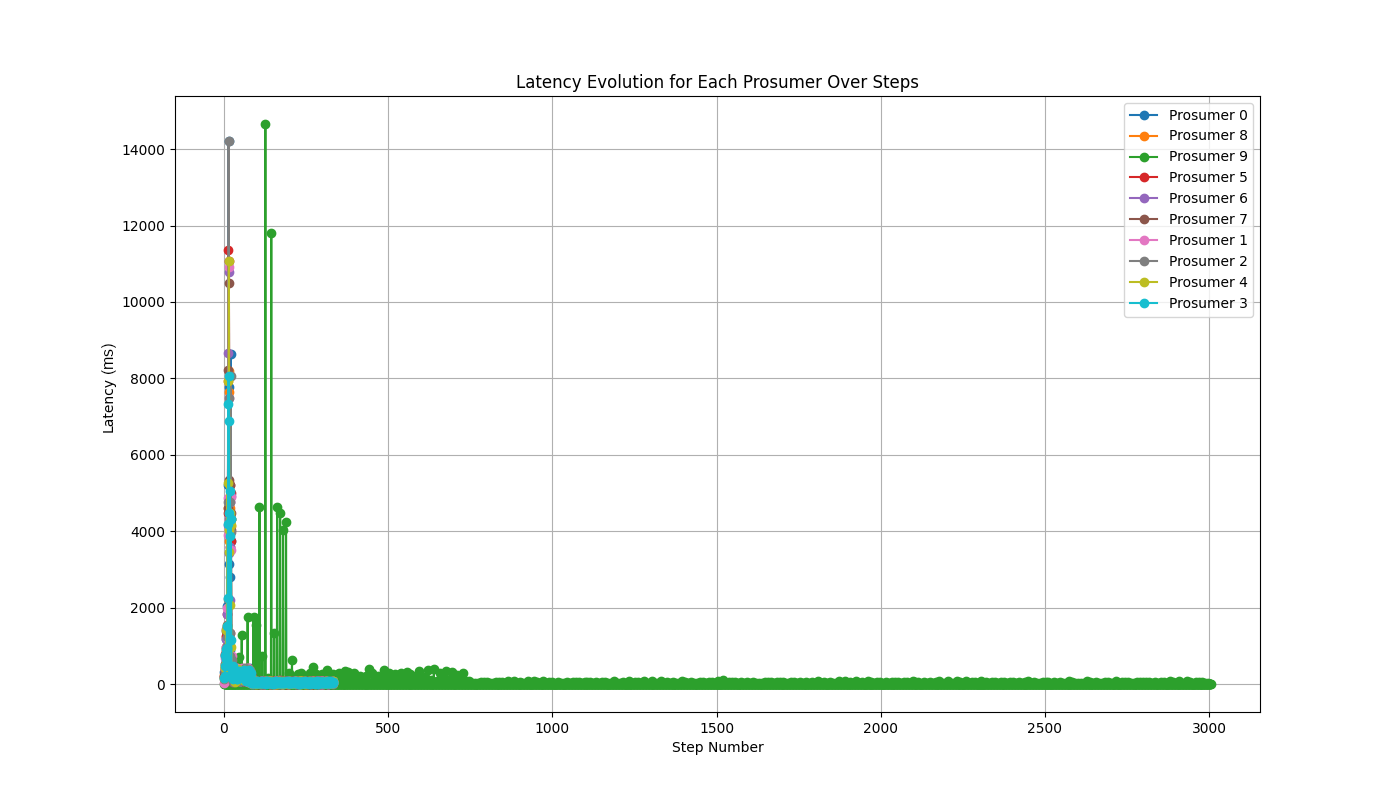 Latency Evolution for Each Prosumer Over Steps
Latency (ms)
14000
12000
10000
8000
6000
4000
2000
0
0
500
1000
1500
2000
2500
3000
Step Number
Prosumer 0
Prosumer 8
Prosumer 9
Prosumer 5
Prosumer 6
Prosumer 7
Prosumer 1
Prosumer 2
Prosumer 4
Prosumer 3